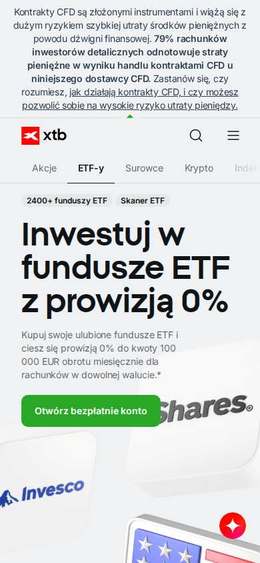 Kontrakty CFD są złożonymi instrumentami i wiążą się z
dużym ryzykiem szybkiej utraty środków pieniężnych z
powodu dźwigni finansowej. 79% rachunków
inwestorów detalicznych odnotowuje straty
pieniężne w wyniku handlu kontraktami CFD u
niniejszego dostawcy CFD. Zastanów się, czy
rozumiesz, jak działają kontrakty CFD, i czy możesz
pozwolić sobie na wysokie ryzyko utraty pieniędzy.
xtb
Akcje ETF-y Surowce Krypto Inde
2400+ funduszy ETF Skaner ETF
Inwestuj w
fundusze ETF
z prowizją 0%
Kupuj swoje ulubione fundusze ETF i
ciesz się prowizją 0% do kwoty 100
000 EUR obrotu miesięcznie dla
rachunków w dowolnej walucie.*
Otwórz bezpłatnie konto
Shares®
Invesco